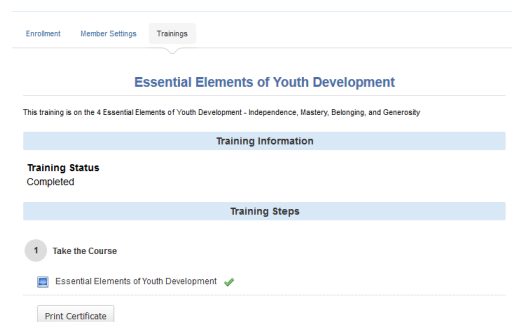 Enrollment Member Settings Trainings
Essential Elements of Youth Development
This training is on the 4 Essential Elements of Youth Development - Independence, Mastery, Belonging, and Generosity
Training Information
Training Status
Completed
Training Steps
1 Take the Course
Essential Elements of Youth Development
Print Certificate